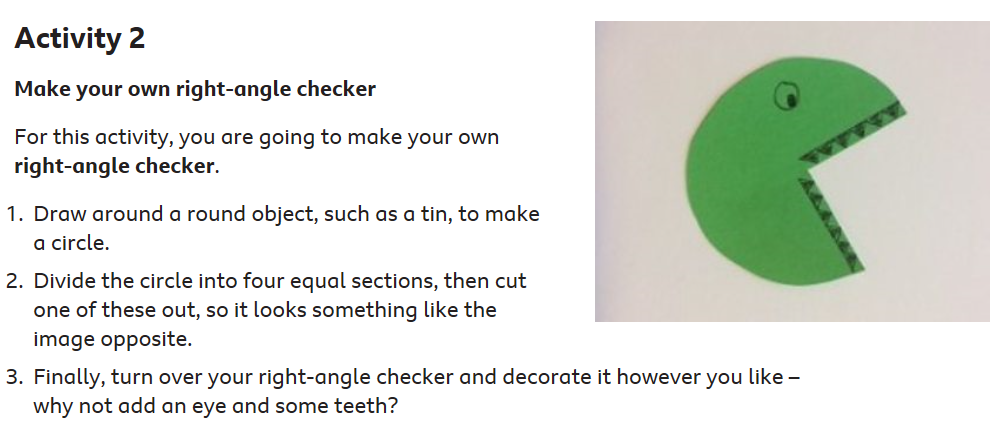 Activity 2
Make your own right-angle checker
For this activity, you are going to make your own
right-angle checker.
1. Draw around a round object, such as a tin, to make
a circle.
2. Divide the circle into four equal sections, then cut
one of these out, so it looks something like the
image opposite.
3. Finally, turn over your right-angle checker and decorate it however you like –
why not add an eye and some teeth?